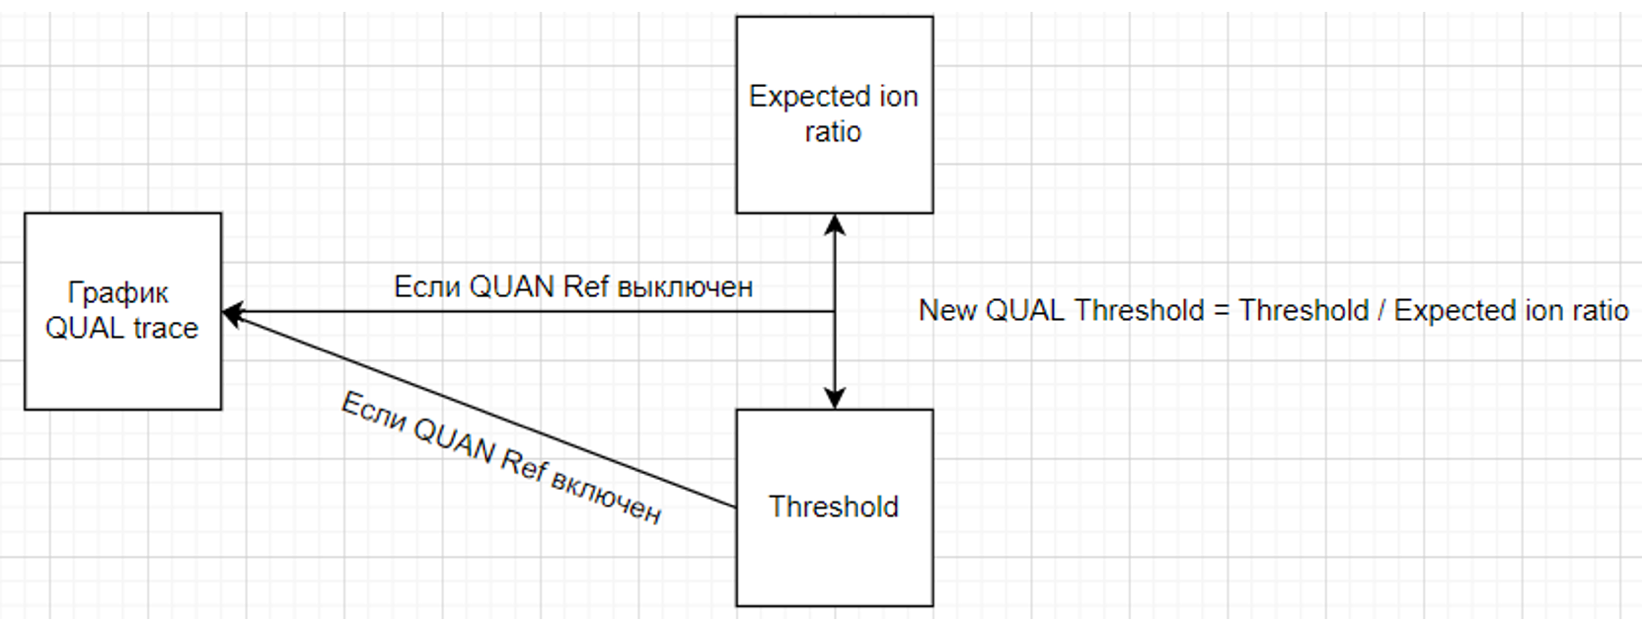 Expected ion
ratio
График
QUAL trace
Если QUAN Ref выключен
New QUAL Threshold = Threshold / Expected ion ratio
Если QUAN Ref включен
Threshold